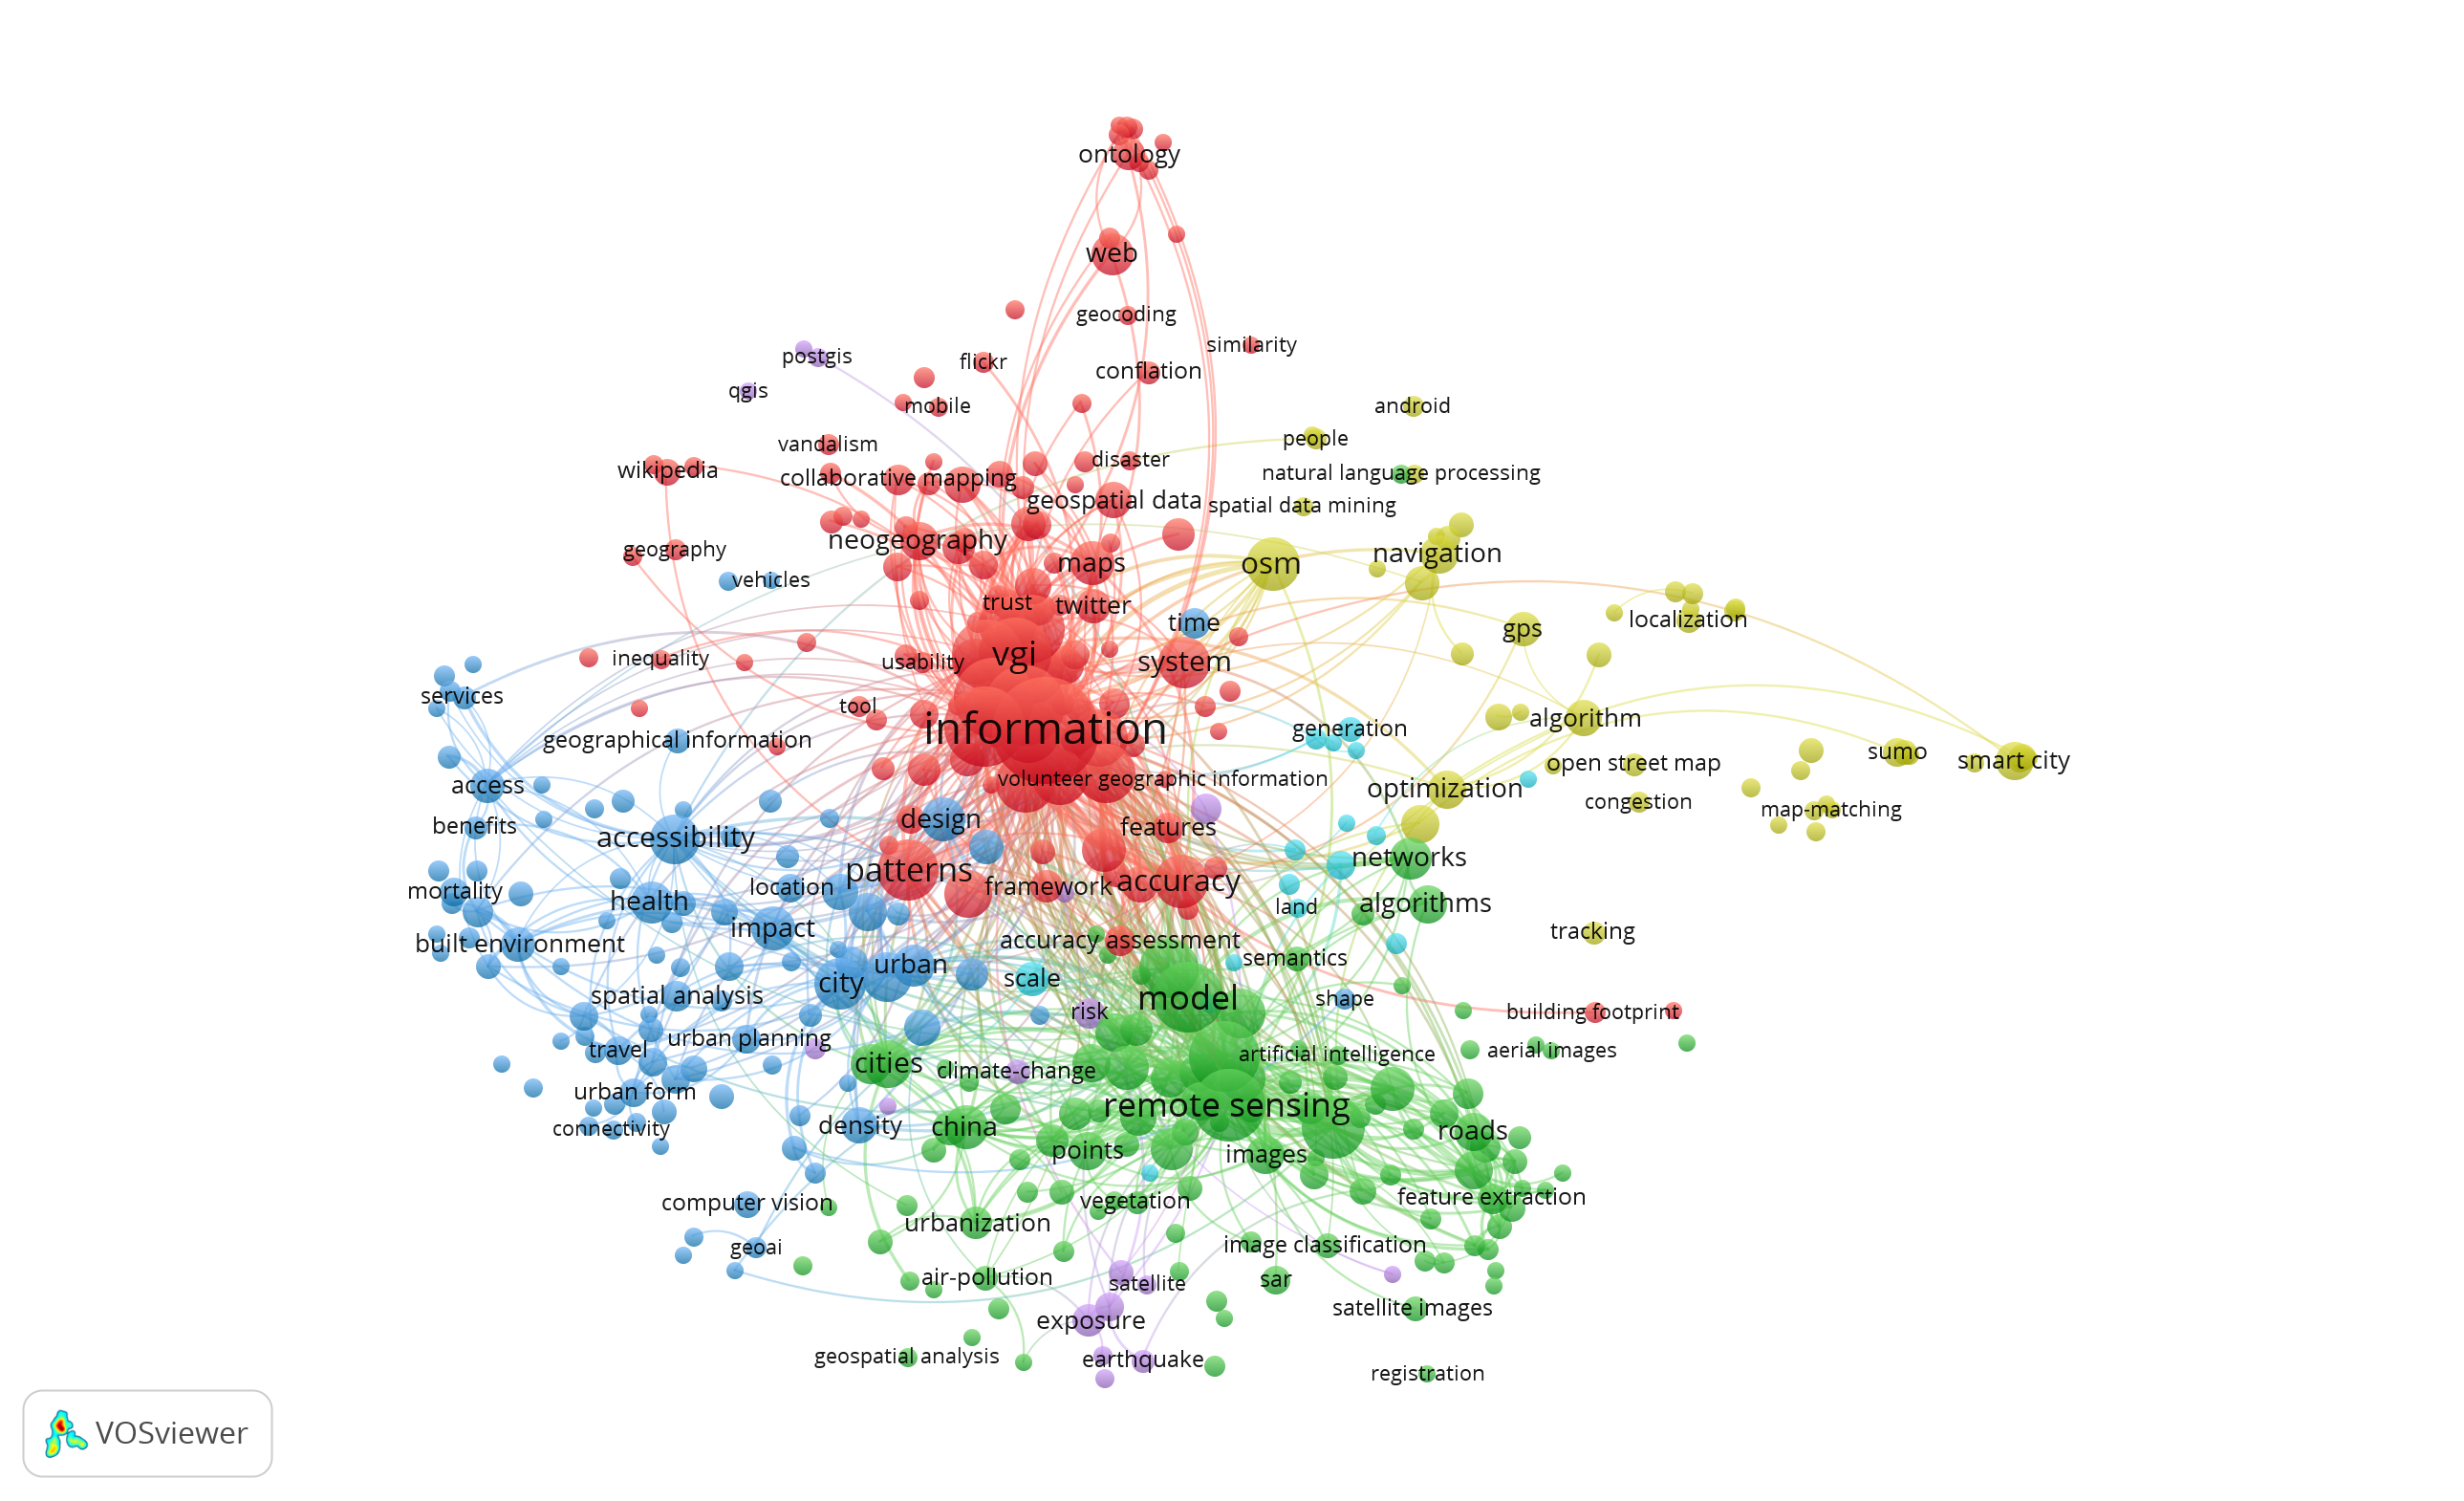 ontology
web
geocoding
similarity
postgis
flickr
conflation
qgis
mobile
android
vandalism
people
wikipedia
collaborative mapping
disaster
natural language processing
geospatial data
spatial data mining
neogeography
geography
maps
osm
navigation
vehicles
trust
twitter
time
gps
localization
inequality
usability
vgi
system
services
tool
geographical information
information
generation
algorithm
open street map
sumo
smart city
access
volunteer geographic information
optimization
congestion
map-matching
benefits
accessibility
design
features
networks
mortality
health
location
patterns
framework
accuracy
land
algorithms
built environment
impact
accuracy assessment
tracking
semantics
urban
city
scale
spatial analysis
model
shape
risk
building footprint
travel
urban planning
cities
climate-change
artificial intelligence
aerial images
urban form
remote sensing
connectivity
density
china
points
images
roads
computer vision
vegetation
feature extraction
urbanization
geoai
image classification
air-pollution
satellite
sar
satellite images
exposure
geospatial analysis
earthquake
registration
VOSviewer